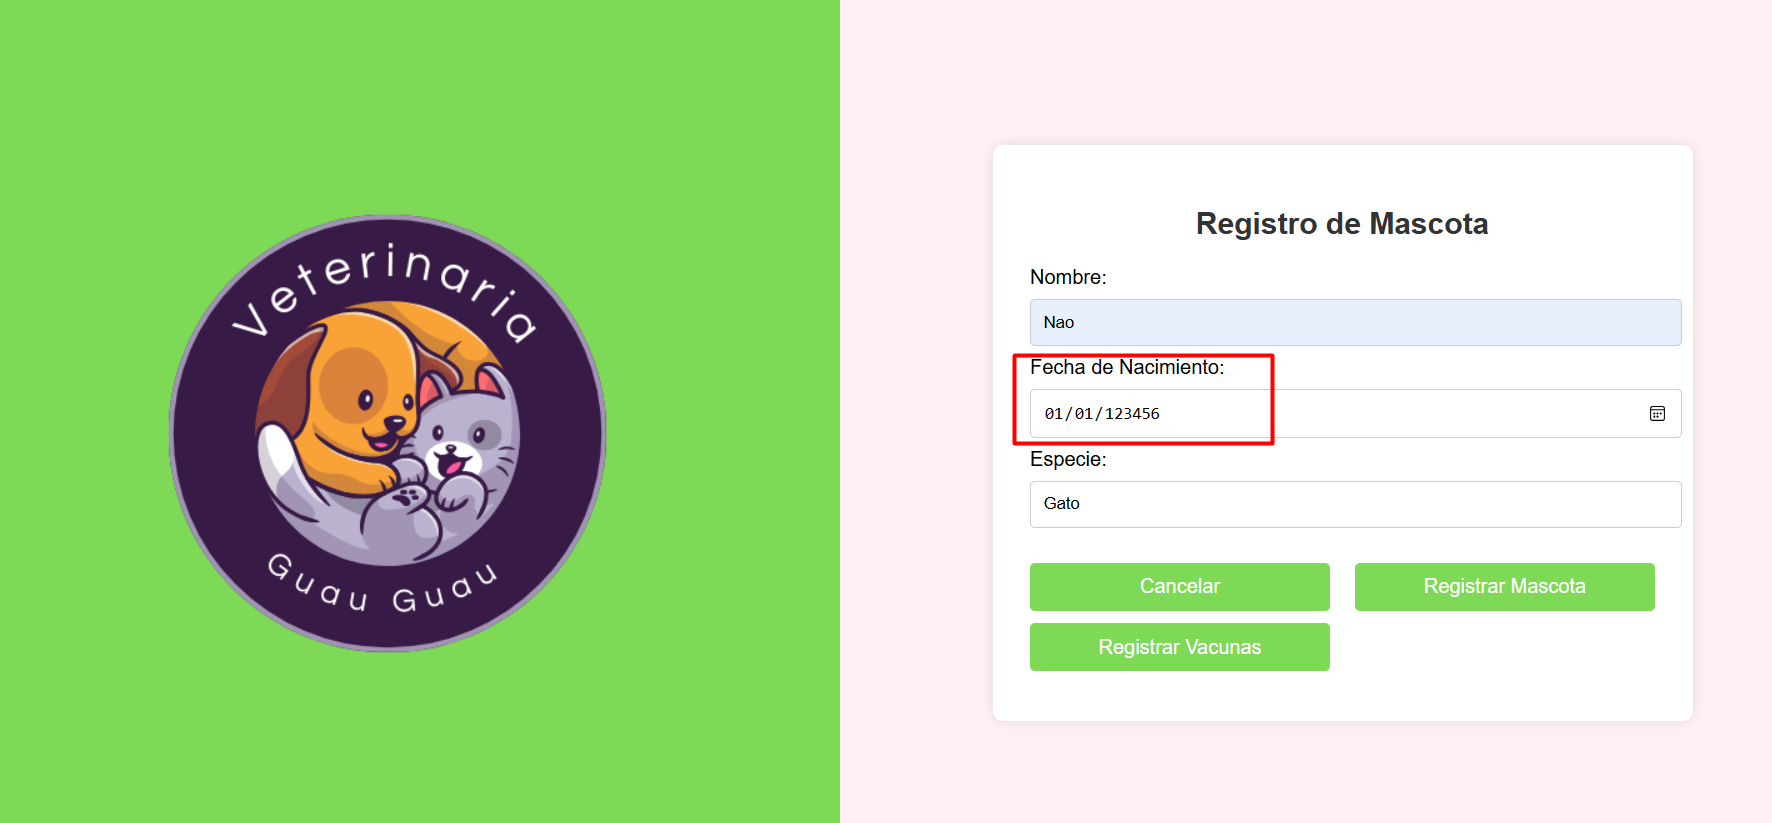 Veterinaria
Guau Guau
Registro de Mascota
Nombre:
Nao
Fecha de Nacimiento:
01/01/123456
Especie:
Gato
Cancelar
Registrar Mascota
Registrar Vacunas